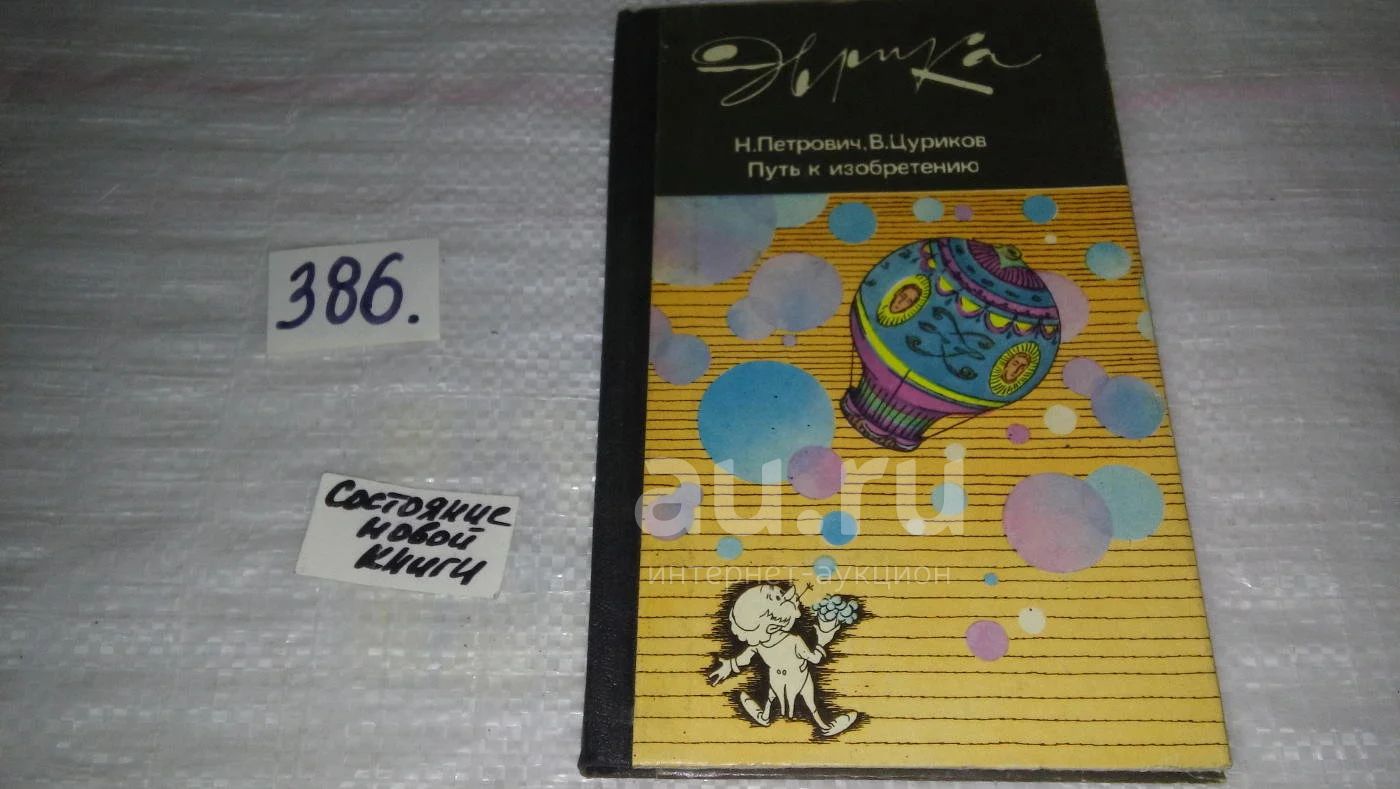 Эврика
Н.Петрович, В.Цуриков
Путь к изобретению
386.
Состояние
новой
книги
au.ru
интернет-аукцион